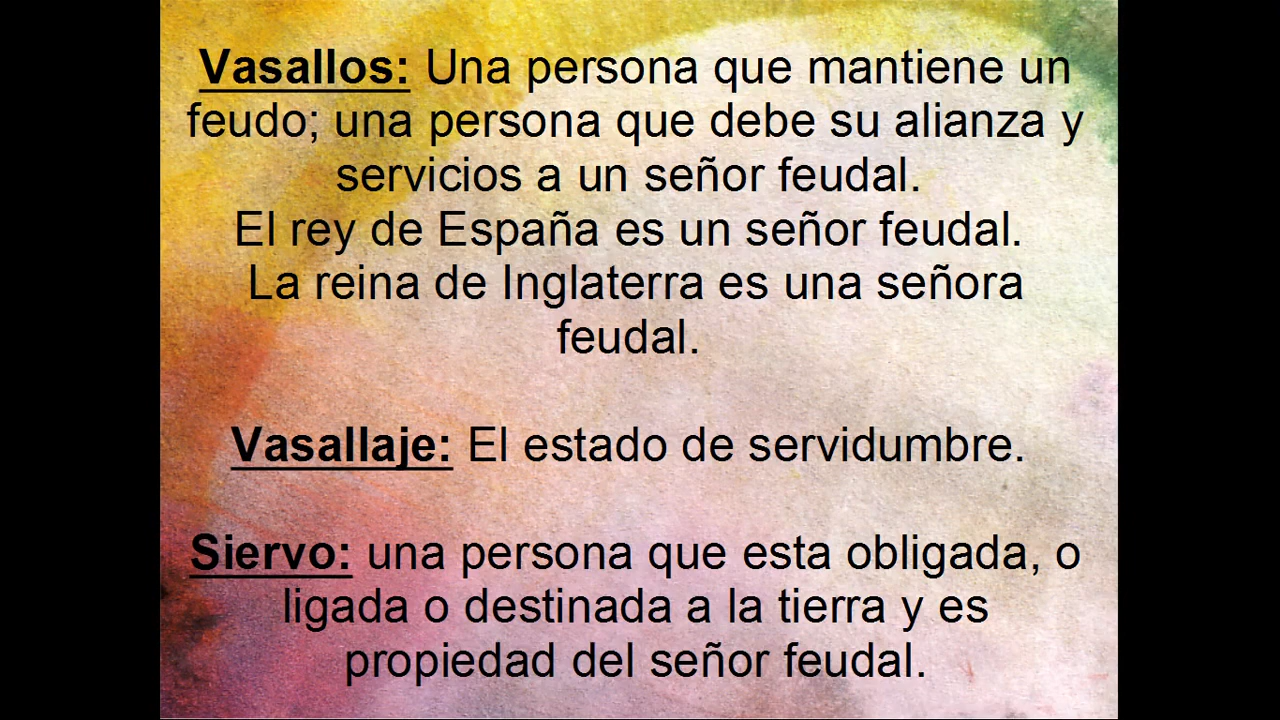 Vasallos: Una persona que mantiene un
feudo; una persona que debe su alianza y
servicios a un señor feudal.
El rey de España es un señor feudal.
La reina de Inglaterra es una señora
feudal.
Vasallaje: El estado de servidumbre.
Siervo: una persona que esta obligada, o
ligada o destinada a la tierra y es
propiedad del señor feudal.